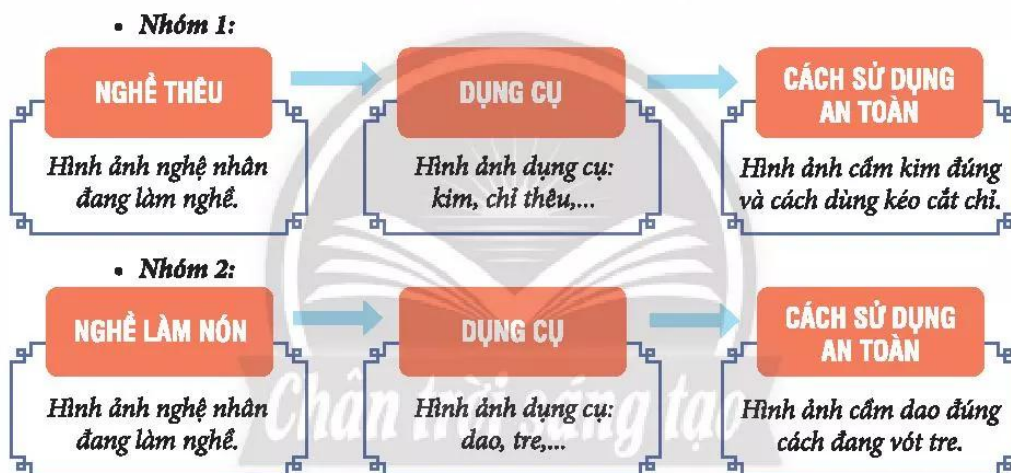 • Nhóm 1:
NGHỀ THÊU
DỤNG CỤ
CÁCH SỬ DỤNG
AN TOÀN
Hình ảnh nghệ nhân
đang làm nghề.
Hình ảnh dụng cụ:
kim, chỉ thêu,...
Hình ảnh cầm kim đúng
và cách dùng kéo cắt chỉ.
• Nhóm 2:
NGHỀ LÀM NÓN
DỤNG CỤ
CÁCH SỬ DỤNG
AN TOÀN
Hình ảnh nghệ nhân
đang làm nghề.
Hình ảnh dụng cụ:
dao, tre,...
Hình ảnh cầm dao đúng
cách đang vót tre.
Chân trời sáng tạo